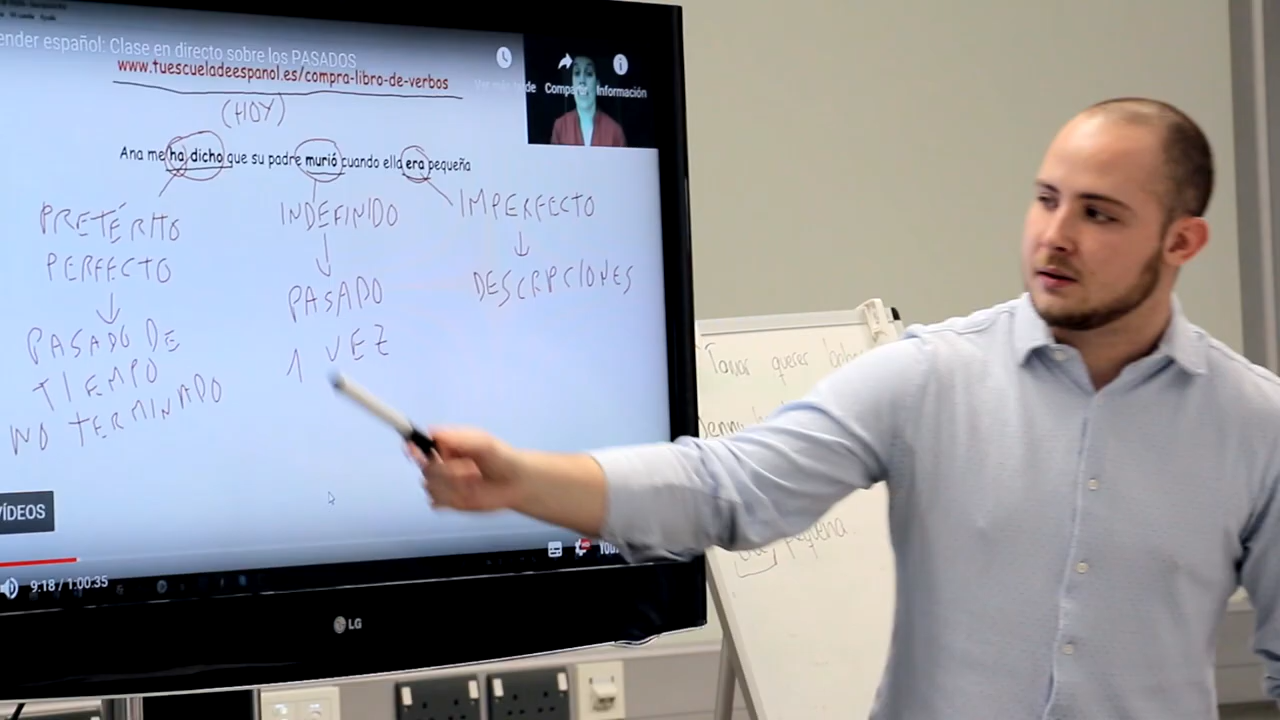 ender español: Clase en directo sobre los PASADOS
www.tuescueladeespanol.es/compra-libro-de-verbos
Compartir Información
(HOY)
Ana me ha dicho que su padre murió cuando ella era pequeña
PRETÉRITO
PERFECTO
PASADO DE
TIEMPO
NO TERMINADO
INDEFINIDO
PASADO
1 VEZ
IMPERFECTO
DESCRIPCIONES
VÍDEOS
9:18 / 1:00:35
LG
querer
pequeña